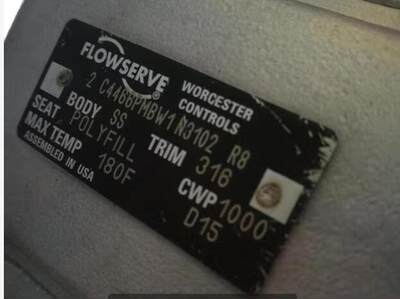 FLOWSERVE®
WORCESTER
CONTROLS
2 C4466PMBW1 N3102 R8
BODY SS TRIM 316
SEAT POLYFILL CWP 1000
MAX TEMP 180F D15
ASSEMBLED IN USA